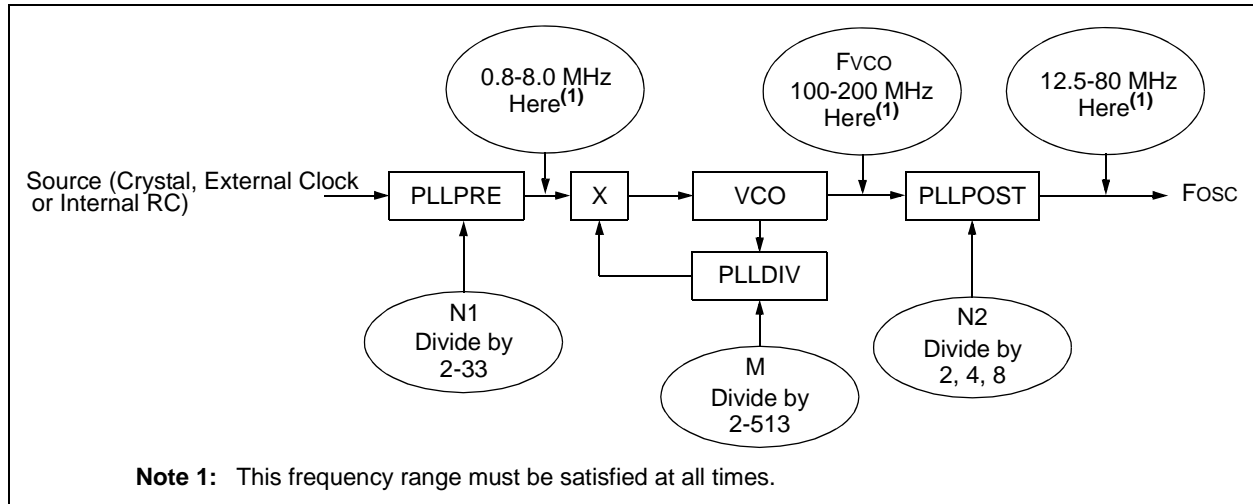 0.8-8.0 MHz
Here(1)
FVCO
100-200 MHz
Here(1)
12.5-80 MHz
Here(1)
Source (Crystal, External Clock
or Internal RC)
PLLPRE
X
VCO
PLLPOST
FOSC
PLLDIV
N1
Divide by
2-33
M
Divide by
2-513
N2
Divide by
2, 4, 8
Note 1: This frequency range must be satisfied at all times.